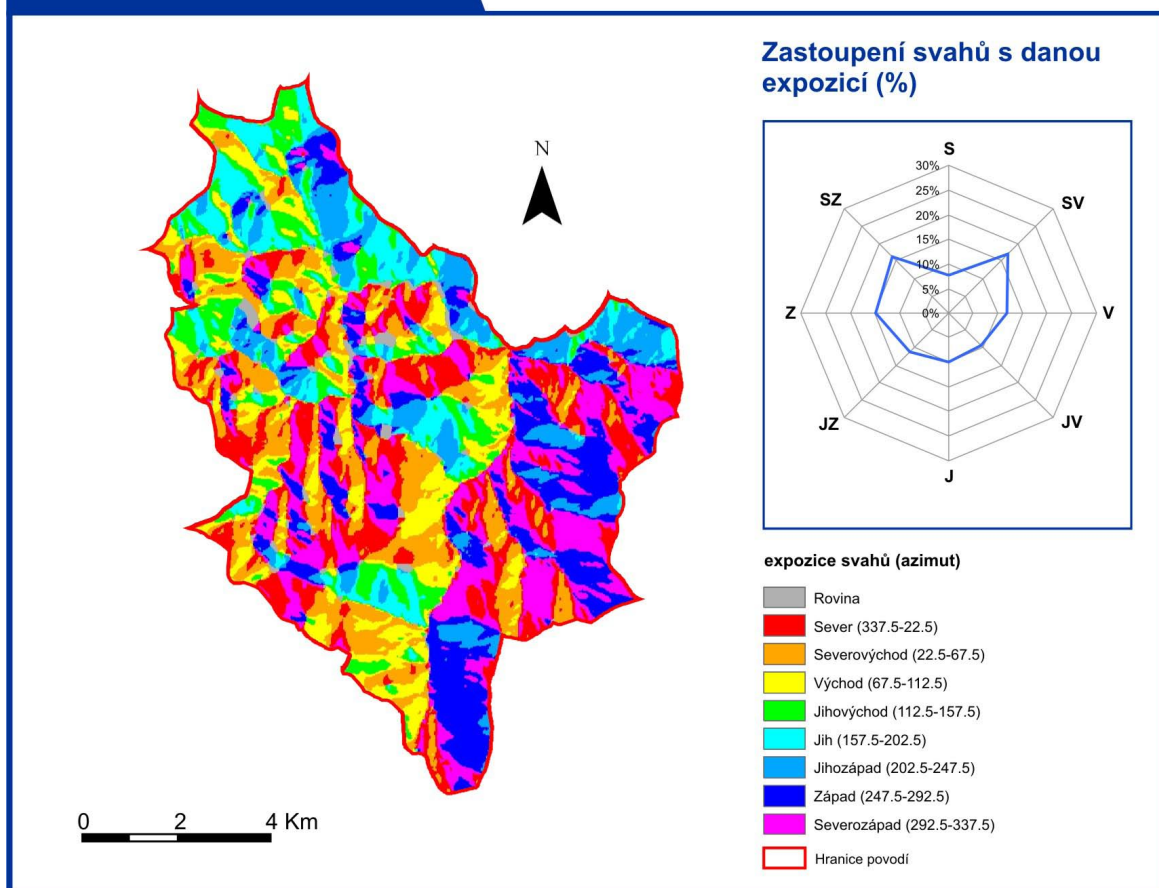 Zastoupení svahů s danou
expozicí (%)
N
S
30%
25%
20%
15%
10%
5%
0%
SZ
SV
Z
V
JZ
JV
J
expozice svahů (azimut)
Rovina
Sever (337.5-22.5)
Severovýchod (22.5-67.5)
Východ (67.5-112.5)
Jihovýchod (112.5-157.5)
Jih (157.5-202.5)
Jihozápad (202.5-247.5)
Západ (247.5-292.5)
Severozápad (292.5-337.5)
Hranice povodí
0 2 4 Km